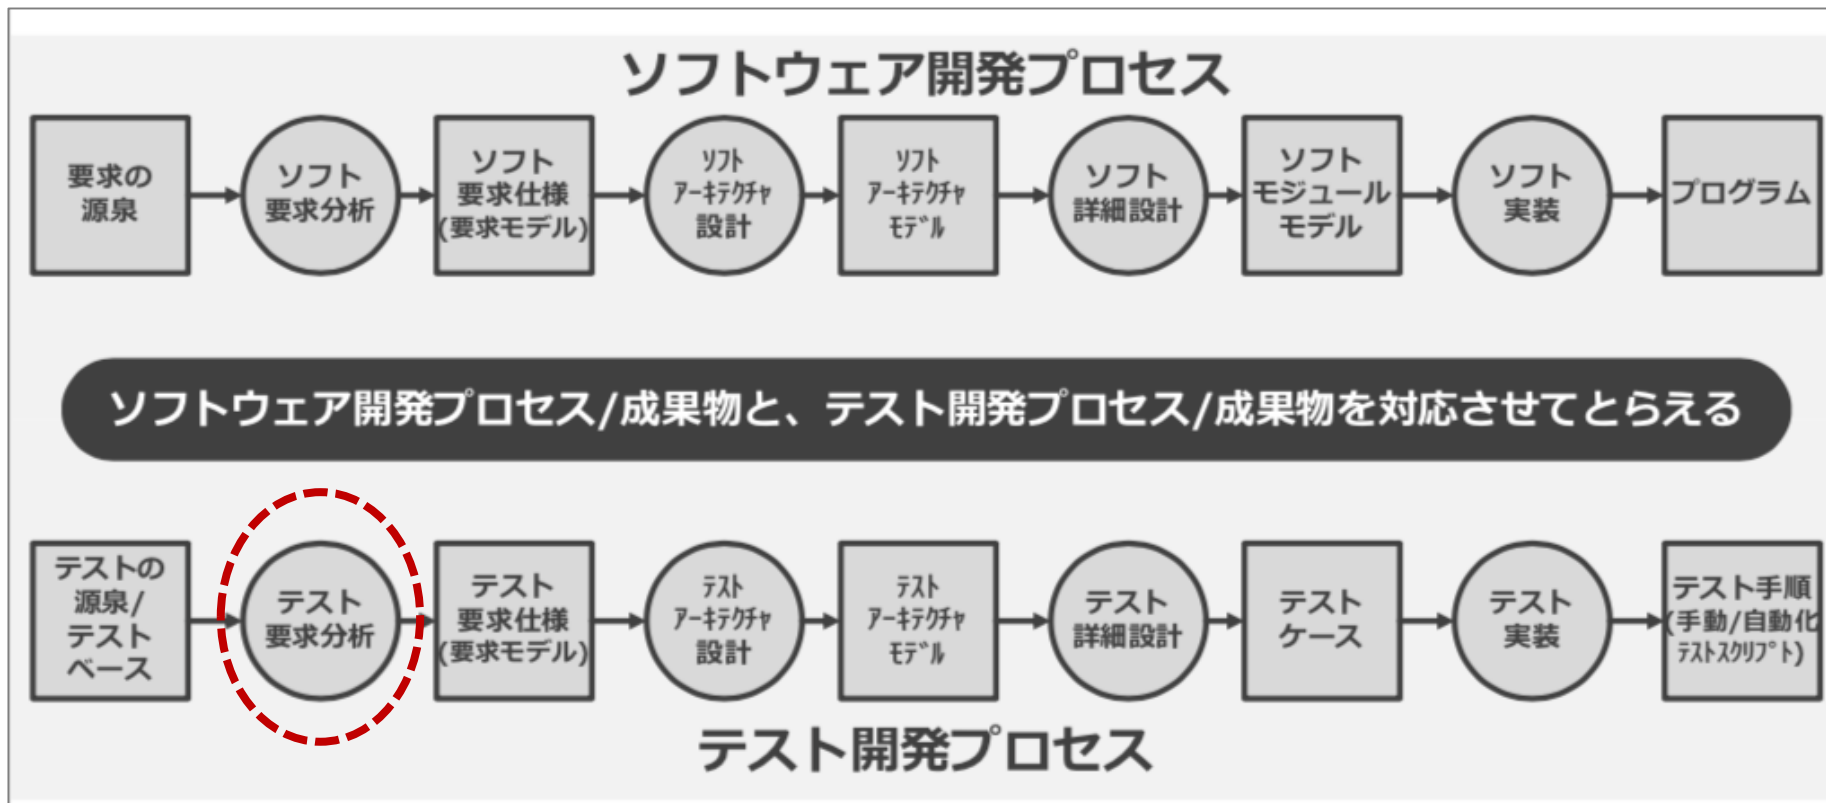 ソフトウェア開発プロセス
要求の
源泉
ソフト
要求分析
ソフト
要求仕様
(要求モデル)
ｿﾌﾄ
ｱｰｷﾃｸﾁｬ
設計
ｿﾌﾄ
ｱｰｷﾃｸﾁｬ
ﾓﾃﾞﾙ
ソフト
詳細設計
ソフト
モジュール
モデル
ソフト
実装
プログラム
ソフトウェア開発プロセス/成果物と、テスト開発プロセス/成果物を対応させてとらえる
テストの
源泉/
テスト
ベース
テスト
要求分析
テスト
要求仕様
(要求モデル)
ﾃｽﾄ
ｱｰｷﾃｸﾁｬ
設計
ﾃｽﾄ
ｱｰｷﾃｸﾁｬ
ﾓﾃﾞﾙ
テスト
詳細設計
テスト
ケース
テスト
実装
テスト手順
(手動/自動化
ﾃｽﾄｽｸﾘﾌﾟﾄ)
テスト開発プロセス